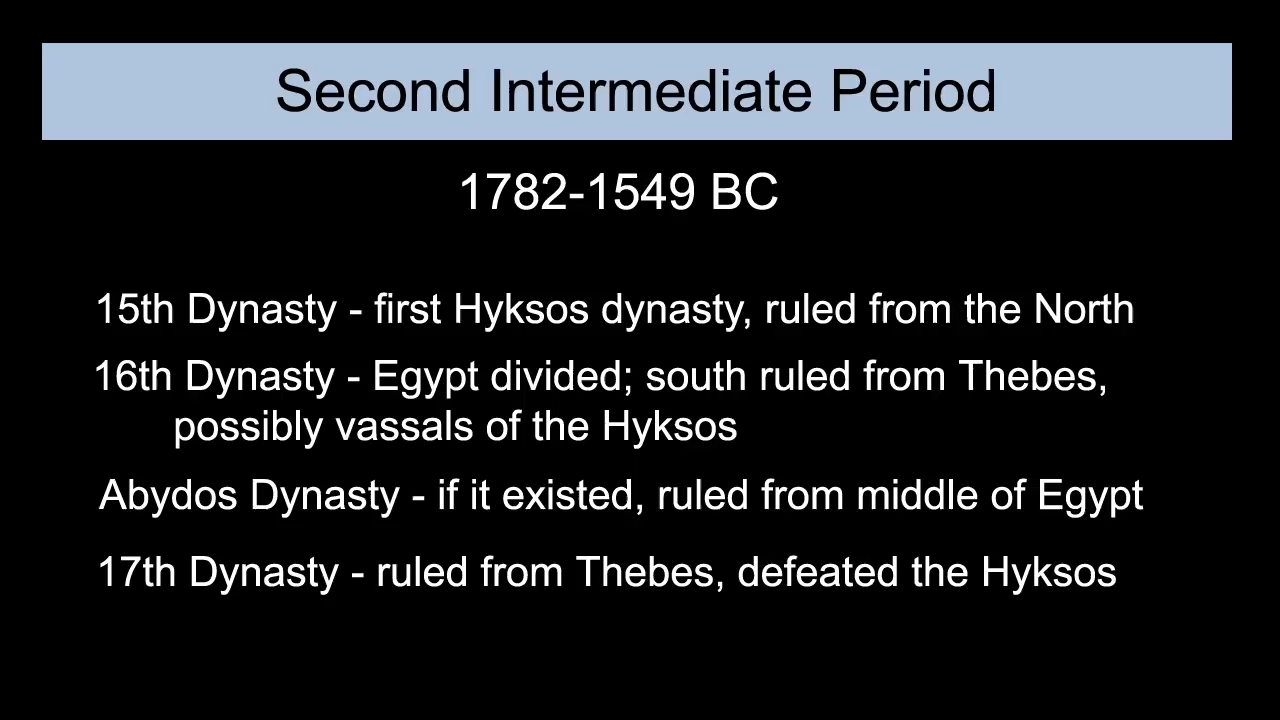 Second Intermediate Period
1782-1549 BC
15th Dynasty - first Hyksos dynasty, ruled from the North
16th Dynasty - Egypt divided; south ruled from Thebes,
possibly vassals of the Hyksos
Abydos Dynasty - if it existed, ruled from middle of Egypt
17th Dynasty - ruled from Thebes, defeated the Hyksos